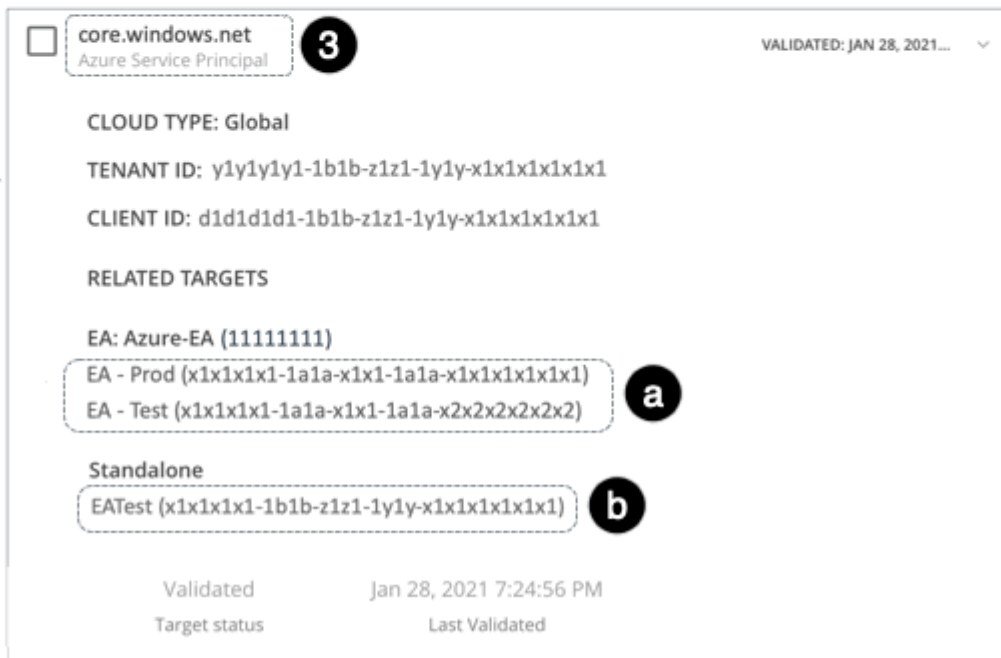 core.windows.net
Azure Service Principal
3
VALIDATED: JAN 28, 2021...
CLOUD TYPE: Global
TENANT ID: y1y1y1y1-1b1b-z1z1-1y1y-x1x1x1x1x1x1
CLIENT ID: d1d1d1d1-1b1b-z1z1-1y1y-x1x1x1x1x1x1
RELATED TARGETS
EA: Azure-EA (11111111)
EA - Prod (x1x1x1x1-1a1a-x1x1-1a1a-x1x1x1x1x1x1)
EA - Test (x1x1x1x1-1a1a-x1x1-1a1a-x2x2x2x2x2x2)
a
Standalone
EATest (x1x1x1x1-1b1b-z1z1-1y1y-x1x1x1x1x1x1)
b
Validated Jan 28, 2021 7:24:56 PM
Target status Last Validated